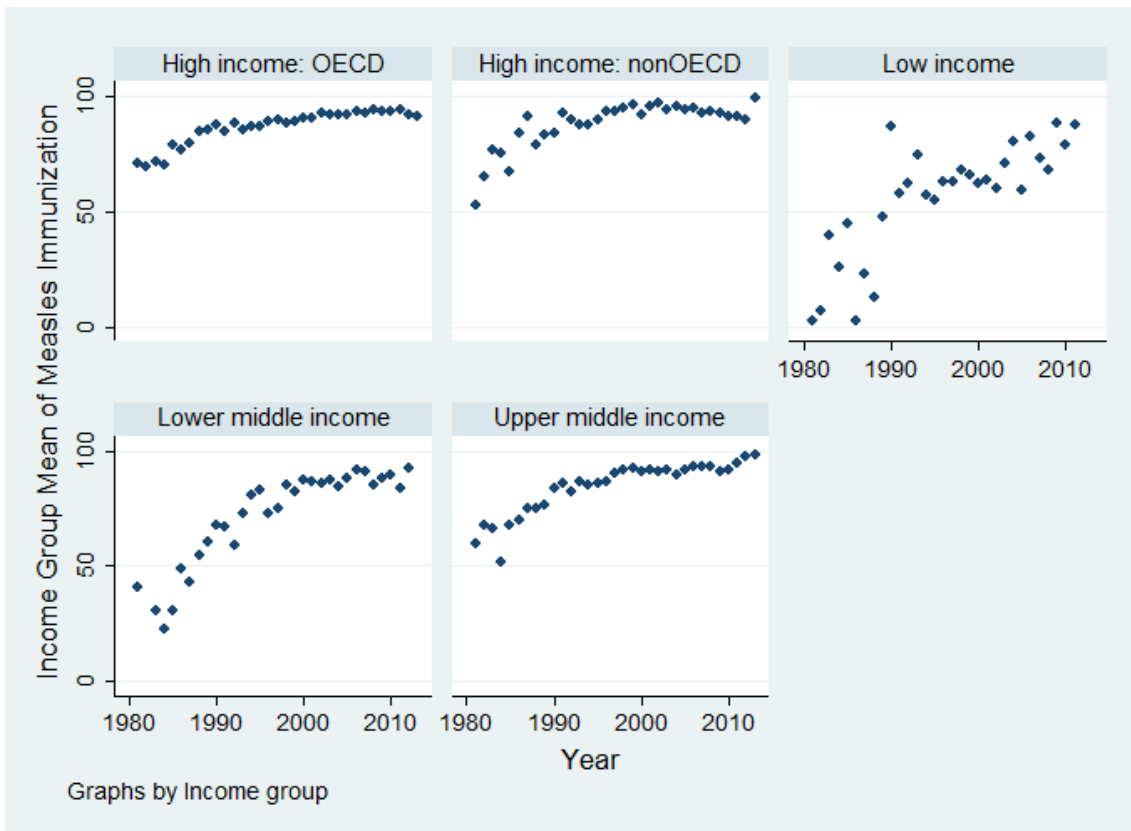 Income Group Mean of Measles Immunization
High income: OECD
High income: nonOECD
Low income
100
50
0
1980 1990 2000 2010
Lower middle income
Upper middle income
100
50
0
1980 1990 2000 2010
1980 1990 2000 2010
Year
Graphs by Income group